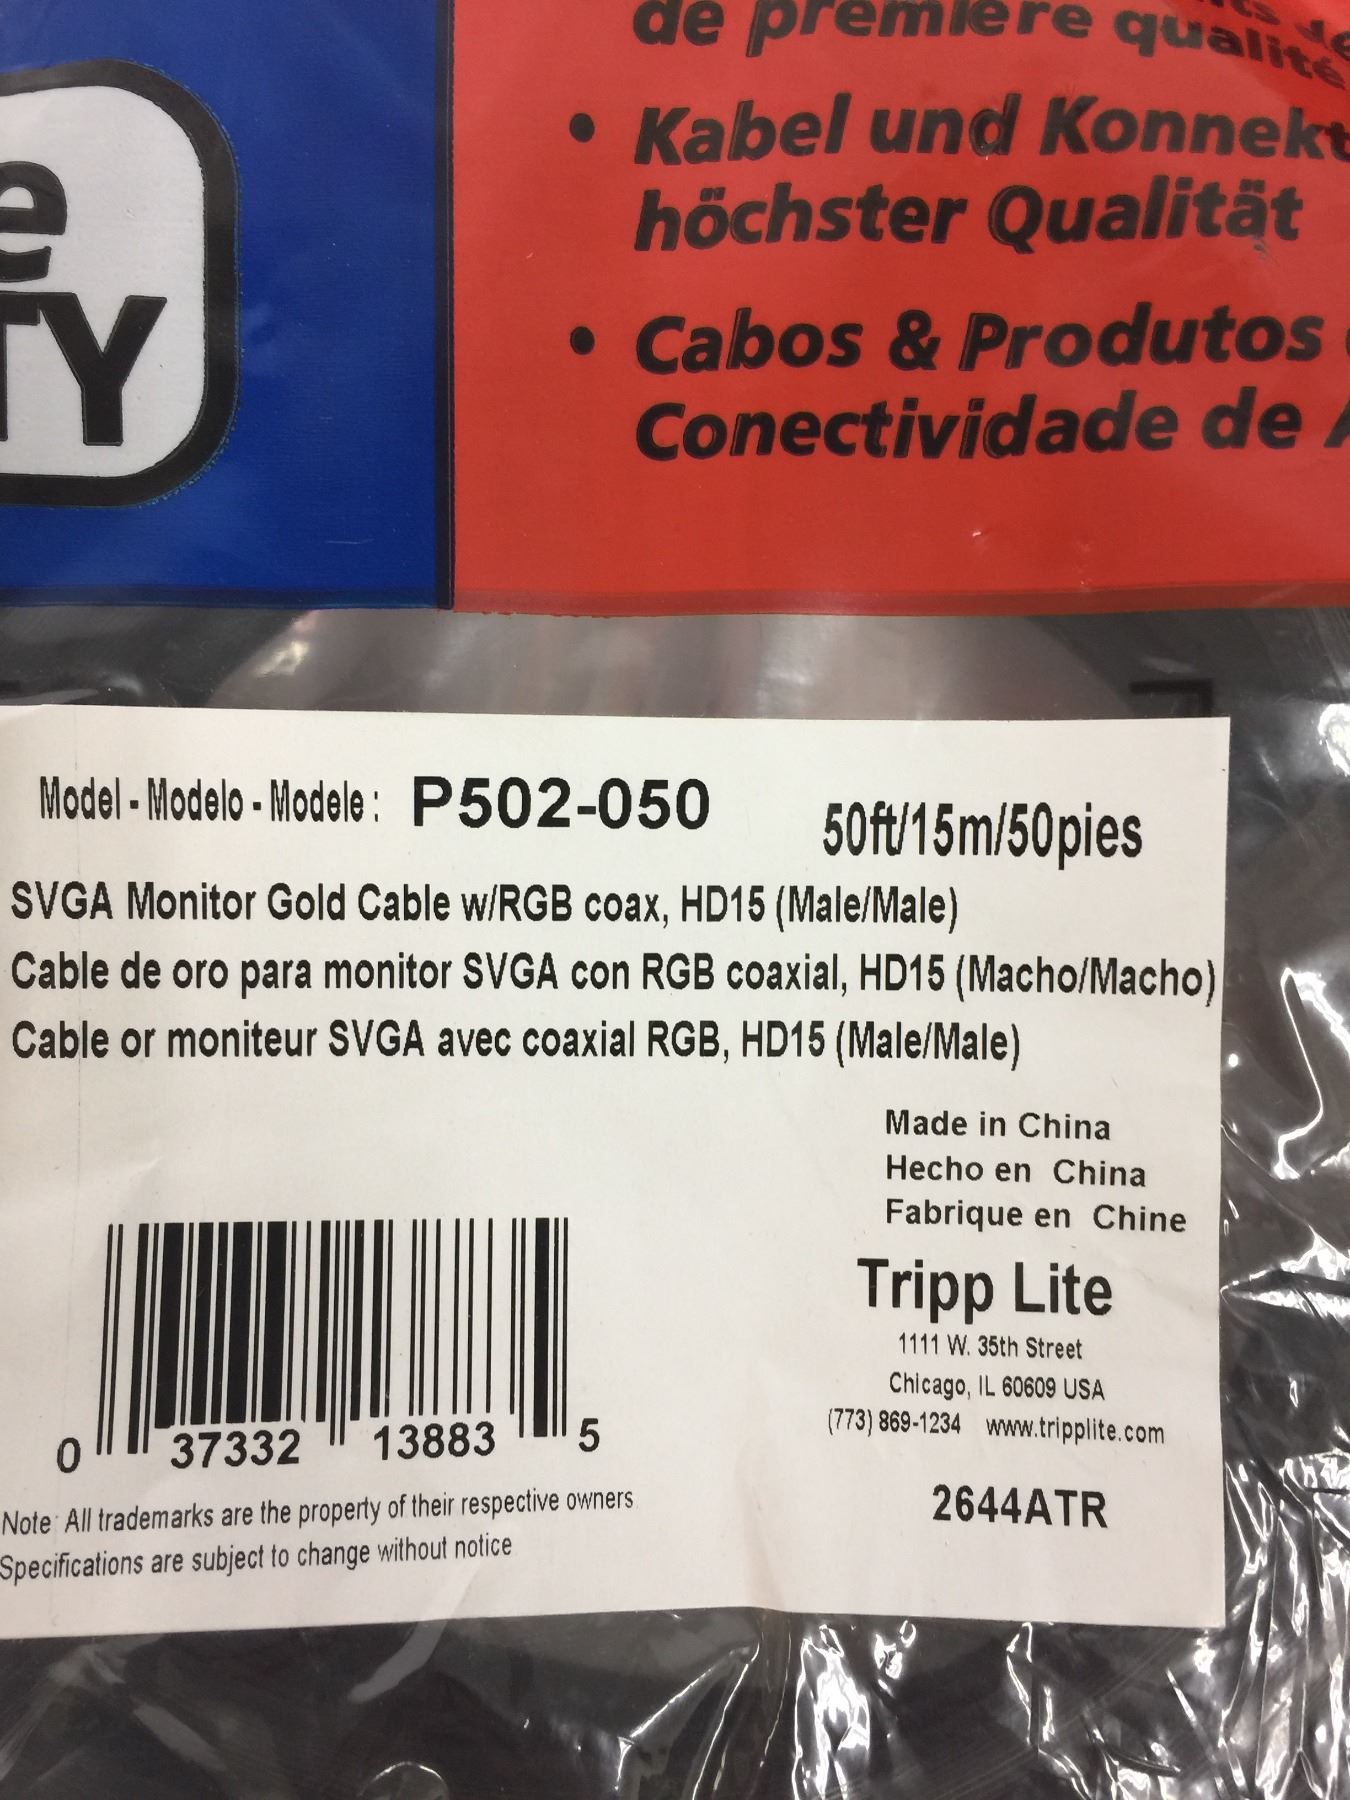 e
TY
de première qualité
• Kabel und
höchster Qualität
• Cabos & Produtos
Conectividade de
Model - Modelo - Modele : P502-050
50ft/15m/50pies
SVGA Monitor Gold Cable w/RGB coax, HD15 (Male/Male)
Cable de oro para monitor SVGA con RGB coaxial, HD15 (Macho/Macho)
Cable or moniteur SVGA avec coaxial RGB, HD15 (Male/Male)
Made in China
Hecho en China
Fabrique en Chine
Tripp Lite
1111 W. 35th Street
Chicago, IL 60609 USA
(773) 869-1234 www.tripplite.com
2644ATR
0 37332 13883 5
Note: All trademarks are the property of their respective owners
Specifications are subject to change without notice